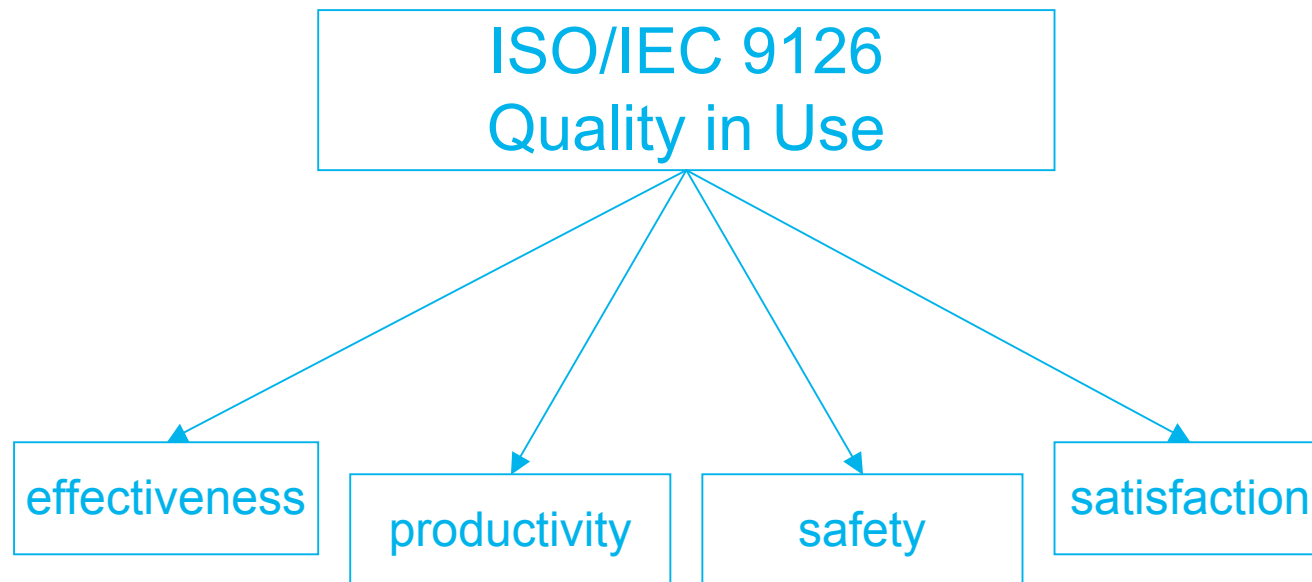 ISO/IEC 9126
Quality in Use
effectiveness
productivity
safety
satisfaction